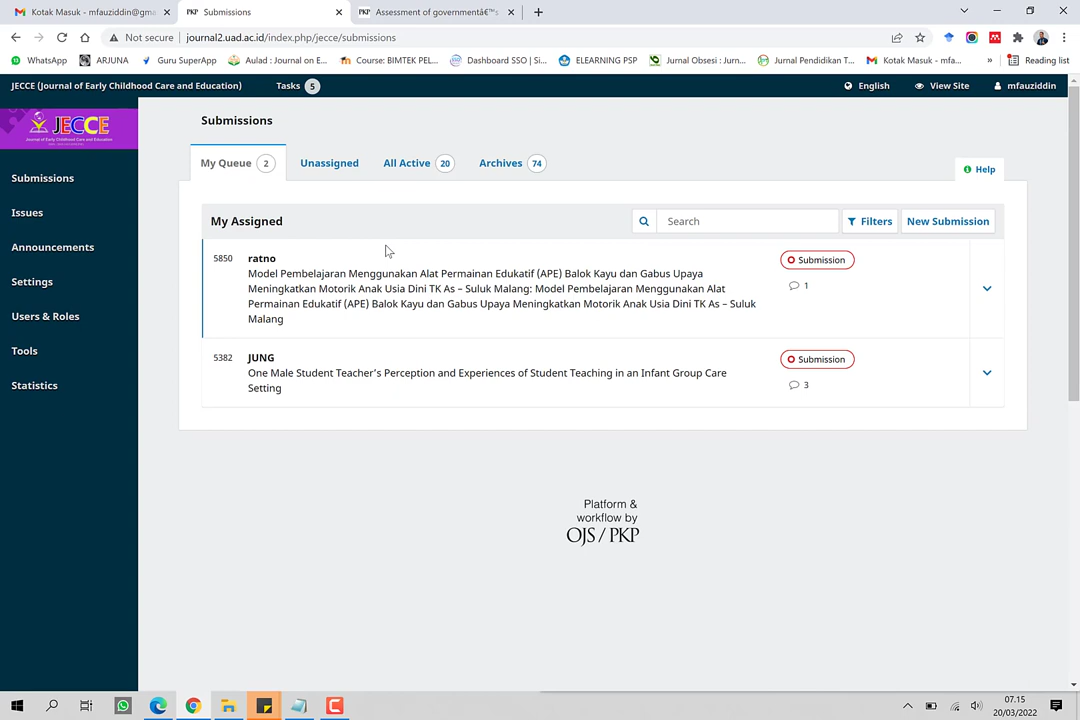 Kotak Masuk - mfauziddin@gma
Submissions
Assessment of governmentâ€™s
Not secure
journal2.uad.ac.id/index.php/jecce/submissions
WhatsApp
ARJUNA
Guru SuperApp
Aulad : Journal on E...
Course: BIMTEK PEL...
Dashboard SSO | Si...
ELEARNING PSP
Jurnal Obsesi : Jurn...
Jurnal Pendidikan T...
Kotak Masuk - mfa...
»
Reading list
JECCE (Journal of Early Childhood Care and Education)
Tasks 5
English
View Site
mfauziddin
JECCE
Submissions
Issues
Announcements
Settings
Users & Roles
Tools
Statistics
Submissions
My Queue 2
Unassigned
All Active 20
Archives 74
Help
My Assigned
Search
Filters
New Submission
5850
ratno
Model Pembelajaran Menggunakan Alat Permainan Edukatif (APE) Balok Kayu dan Gabus Upaya
Meningkatkan Motorik Anak Usia Dini TK As – Suluk Malang: Model Pembelajaran Menggunakan Alat
Permainan Edukatif (APE) Balok Kayu dan Gabus Upaya Meningkatkan Motorik Anak Usia Dini TK As – Suluk
Malang
Submission
1
5382
JUNG
One Male Student Teacher’s Perception and Experiences of Student Teaching in an Infant Group Care
Setting
Submission
3
Platform &
workflow by
OJS / PKP
07.15
20/03/2022